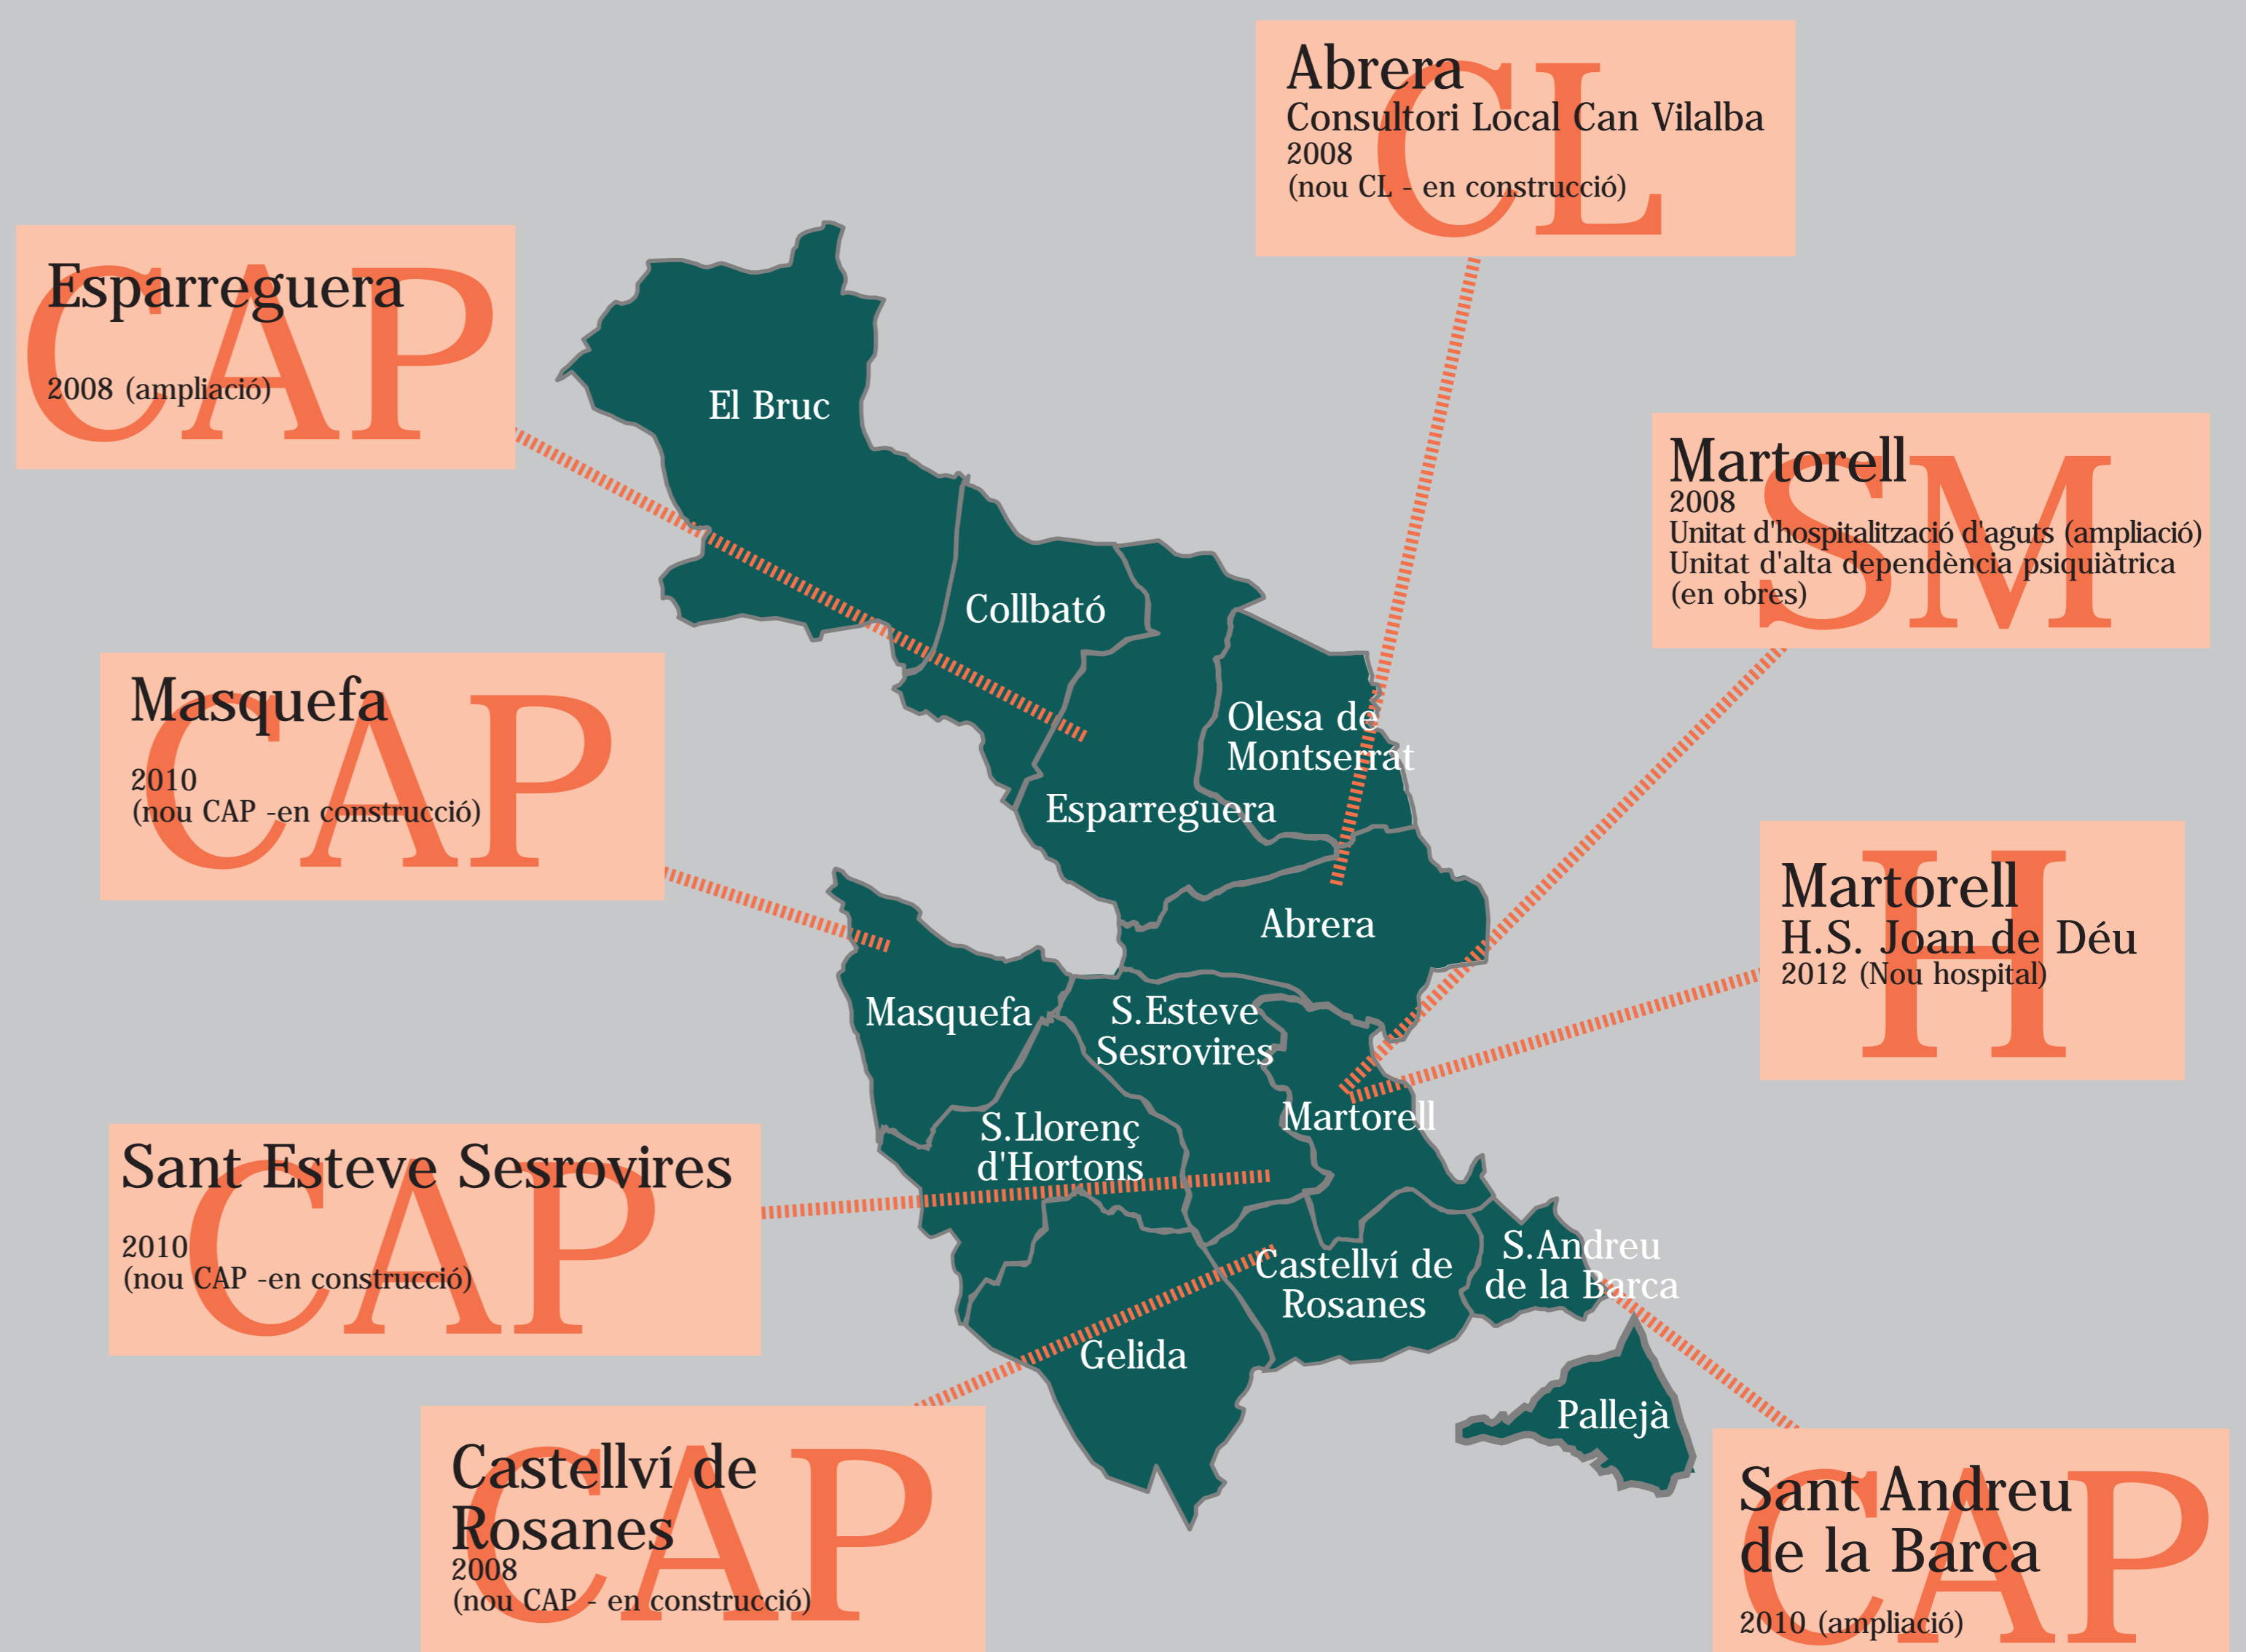 Abrera
Consultori Local Can Vilalba
2008
(nou CL - en construcció)
CL
Esparreguera
2008 (ampliació)
CAP
El Bruc
Martorell
2008
Unitat d'hospitalització d'aguts (ampliació)
Unitat d'alta dependència psiquiàtrica
(en obres)
SM
Collbató
Masquefa
2010
(nou CAP -en construcció)
CAP
Olesa de
Montserrat
Esparreguera
Martorell
H.S. Joan de Déu
2012 (Nou hospital)
H
Abrera
Masquefa
S.Esteve
Sesrovires
Martorell
S.Llorenç
d'Hortons
Sant Esteve Sesrovires
2010
(nou CAP -en construcció)
CAP
Castellví de
Rosanes
S.Andreu
de la Barca
Gelida
Pallejà
Castellví de
Rosanes
2008
(nou CAP - en construcció)
CAP
Sant Andreu
de la Barca
2010 (ampliació)
CAP